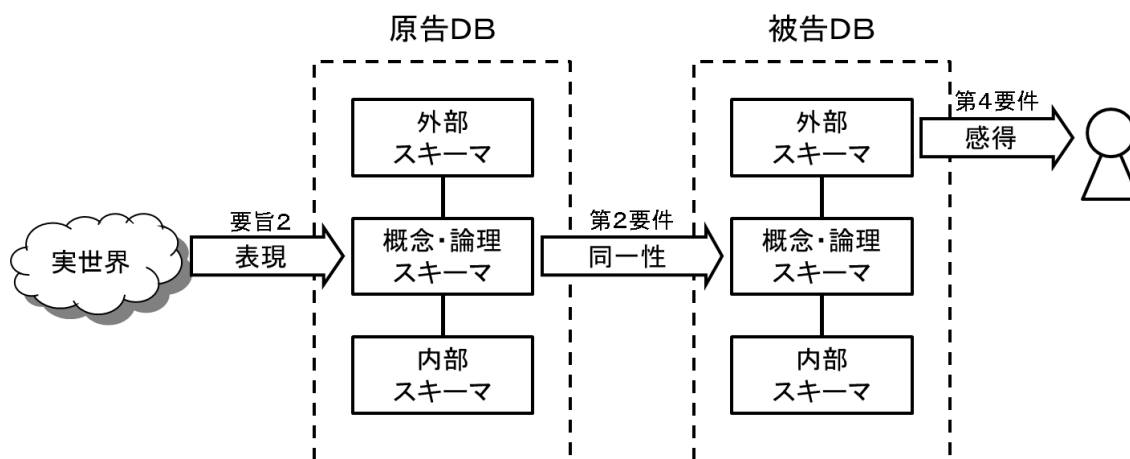 原告DB
被告DB
外部
スキーマ
外部
スキーマ
第4要件
感得
実世界
要旨2
表現
概念・論理
スキーマ
第2要件
同一性
概念・論理
スキーマ
内部
スキーマ
内部
スキーマ